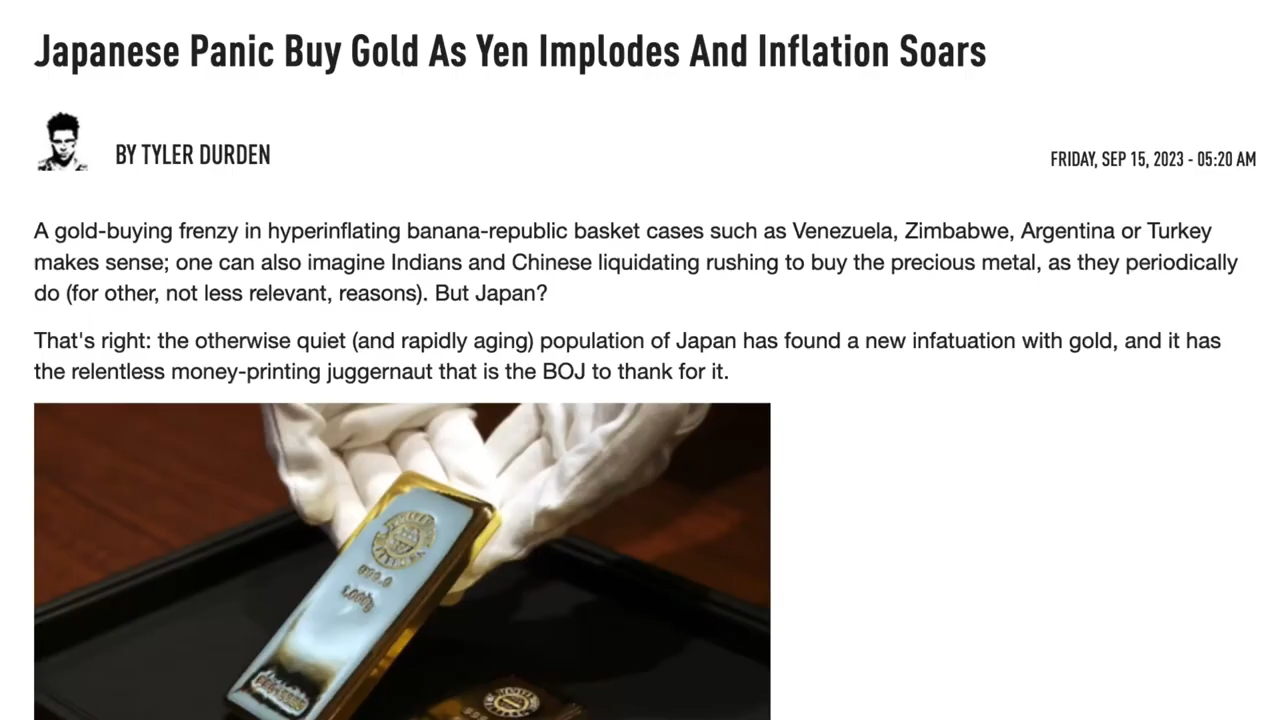 Japanese Panic Buy Gold As Yen Implodes And Inflation Soars
BY TYLER DURDEN
FRIDAY, SEP 15, 2023 - 05:20 AM
A gold-buying frenzy in hyperinflating banana-republic basket cases such as Venezuela, Zimbabwe, Argentina or Turkey
makes sense; one can also imagine Indians and Chinese liquidating rushing to buy the precious metal, as they periodically
do (for other, not less relevant, reasons). But Japan?
That's right: the otherwise quiet (and rapidly aging) population of Japan has found a new infatuation with gold, and it has
the relentless money-printing juggernaut that is the BOJ to thank for it.
999.9
1,000g